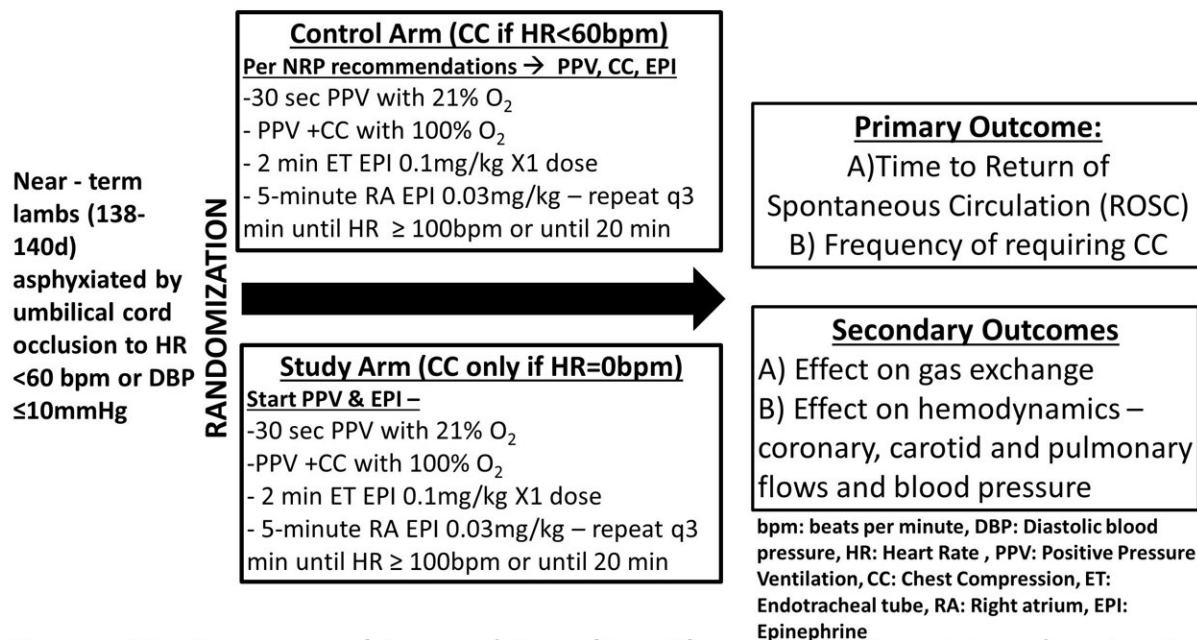 Near - term
lambs (138-
140d)
asphyxiated by
umbilical cord
occlusion to HR
<60 bpm or DBP
≤10mmHg
RANDOMIZATION
Control Arm (CC if HR<60bpm)
Per NRP recommendations → PPV, CC, EPI
-30 sec PPV with 21% O₂
- PPV +CC with 100% O₂
- 2 min ET EPI 0.1mg/kg X1 dose
- 5-minute RA EPI 0.03mg/kg – repeat q3
min until HR ≥ 100bpm or until 20 min
Study Arm (CC only if HR=0bpm)
Start PPV & EPI –
-30 sec PPV with 21% O₂
-PPV +CC with 100% O₂
- 2 min ET EPI 0.1mg/kg X1 dose
- 5-minute RA EPI 0.03mg/kg – repeat q3
min until HR ≥ 100bpm or until 20 min
Primary Outcome:
A)Time to Return of
Spontaneous Circulation (ROSC)
B) Frequency of requiring CC
Secondary Outcomes
A) Effect on gas exchange
B) Effect on hemodynamics –
coronary, carotid and pulmonary
flows and blood pressure
bpm: beats per minute, DBP: Diastolic blood
pressure, HR: Heart Rate , PPV: Positive Pressure
Ventilation, CC: Chest Compression, ET:
Endotracheal tube, RA: Right atrium, EPI:
Epinephrine